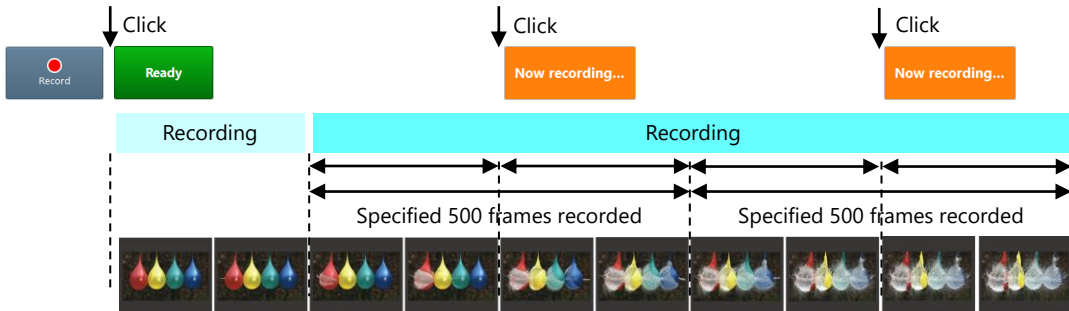 Click
Click
Click
Record
Ready
Now recording...
Now recording...
Recording
Recording
Specified 500 frames recorded
Specified 500 frames recorded